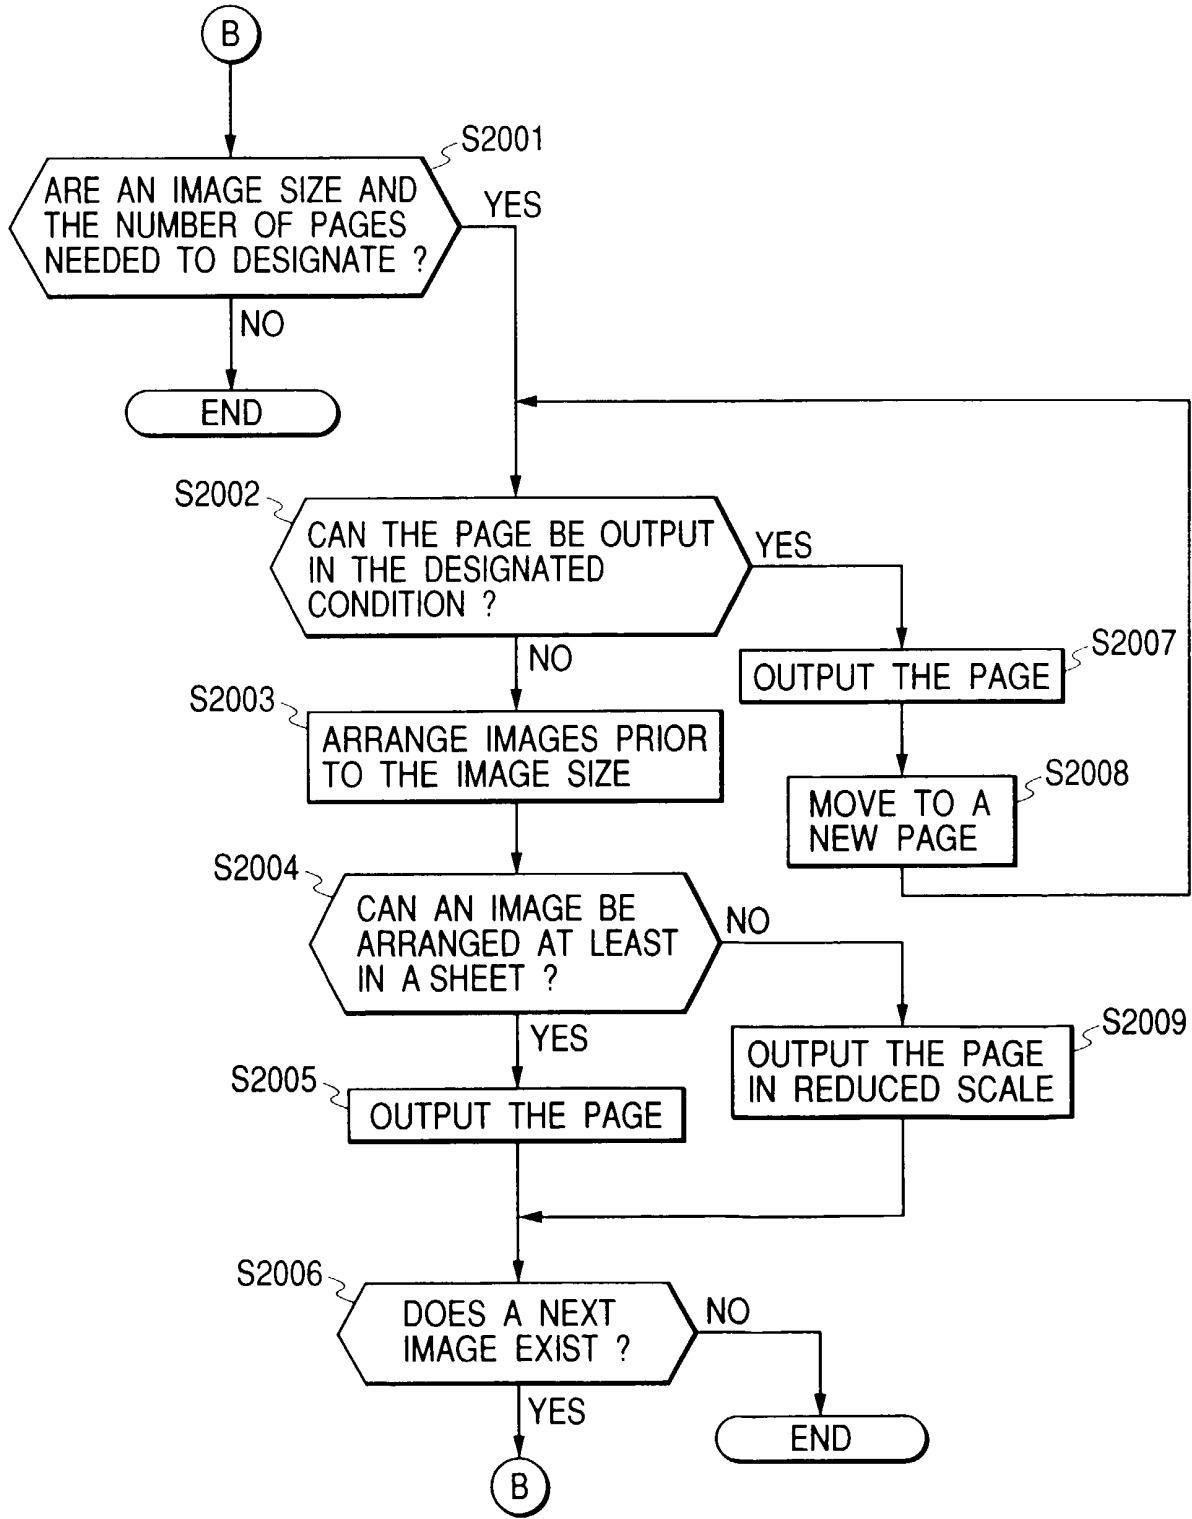 B
S2001
ARE AN IMAGE SIZE AND
THE NUMBER OF PAGES
NEEDED TO DESIGNATE ?
YES
NO
END
S2002
CAN THE PAGE BE OUTPUT
IN THE DESIGNATED
CONDITION ?
YES
NO
S2007
OUTPUT THE PAGE
S2003
ARRANGE IMAGES PRIOR
TO THE IMAGE SIZE
S2008
MOVE TO A
NEW PAGE
S2004
CAN AN IMAGE BE
ARRANGED AT LEAST
IN A SHEET ?
NO
YES
S2009
OUTPUT THE PAGE
IN REDUCED SCALE
S2005
OUTPUT THE PAGE
S2006
DOES A NEXT
IMAGE EXIST ?
NO
YES
END
B